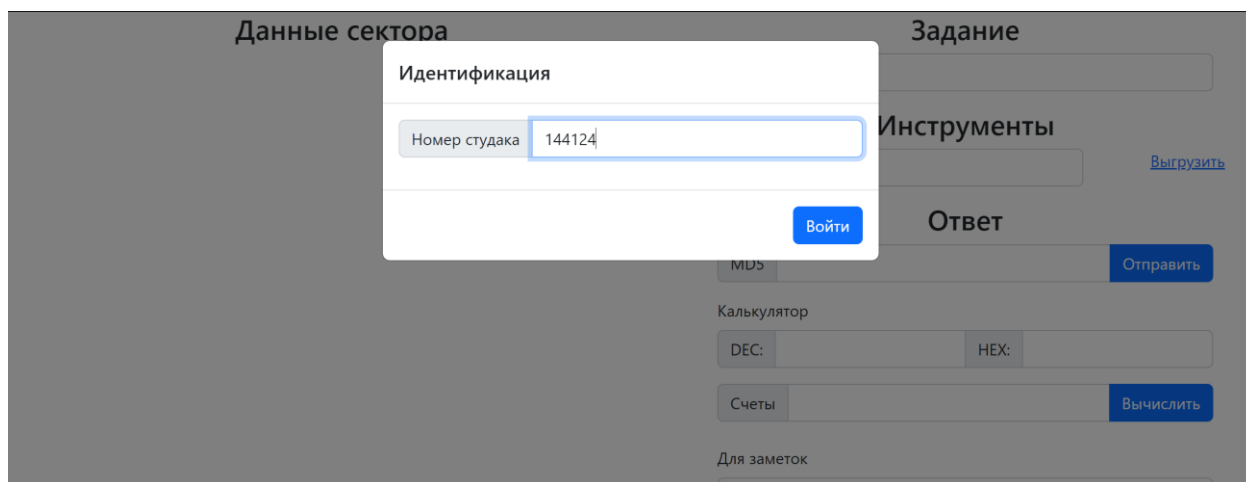 Данные сектора
Задание
Идентификация
Номер студака 144124
Инструменты
Выгрузить
Войти
Ответ
MD5 Отправить
Калькулятор
DEC: HEX:
Счеты Вычислить
Для заметок